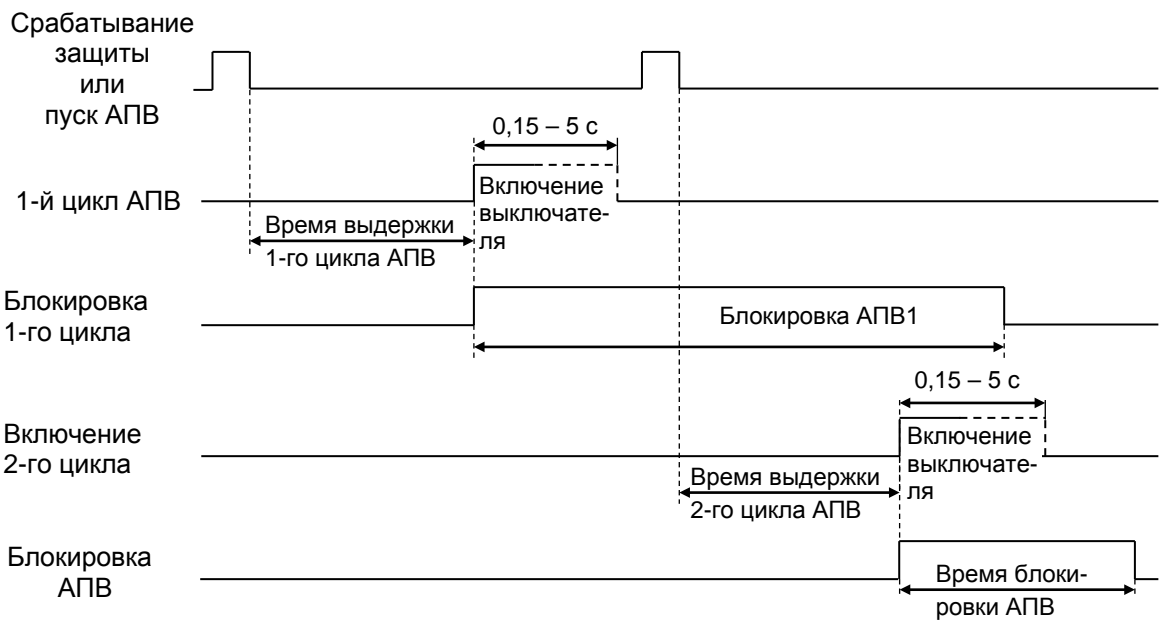 Срабатывание
защиты
или
пуск АПВ
0,15 – 5 с
1-й цикл АПВ
Включение
выключате-
ля
Время выдержки
1-го цикла АПВ
Блокировка
1-го цикла
Блокировка АПВ1
0,15 – 5 с
Включение
2-го цикла
Включение
выключате-
ля
Время выдержки
2-го цикла АПВ
Блокировка
АПВ
Время блоки-
ровки АПВ